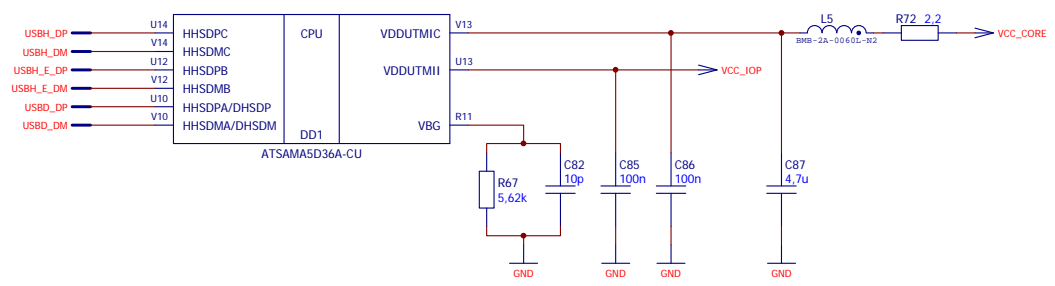 USBH_DP U14 HHSDPC CPU VDDUTMIC V13 L5 R72 2,2 VCC_CORE
BMB-2A-0060L-N2
USBH_DM V14 HHSDMC
USBH_E_DP U12 HHSDPB VDDUTMII U13 VCC_IOP
USBH_E_DM V12 HHSDMB
USBD_DP U10 HHSDPA/DHSDP
USBD_DM V10 HHSDMA/DHSDM VBG R11
DD1
ATSAMA5D36A-CU
R67
5,62k
C82
10p
C85
100n
C86
100n
C87
4,7u
GND GND GND GND